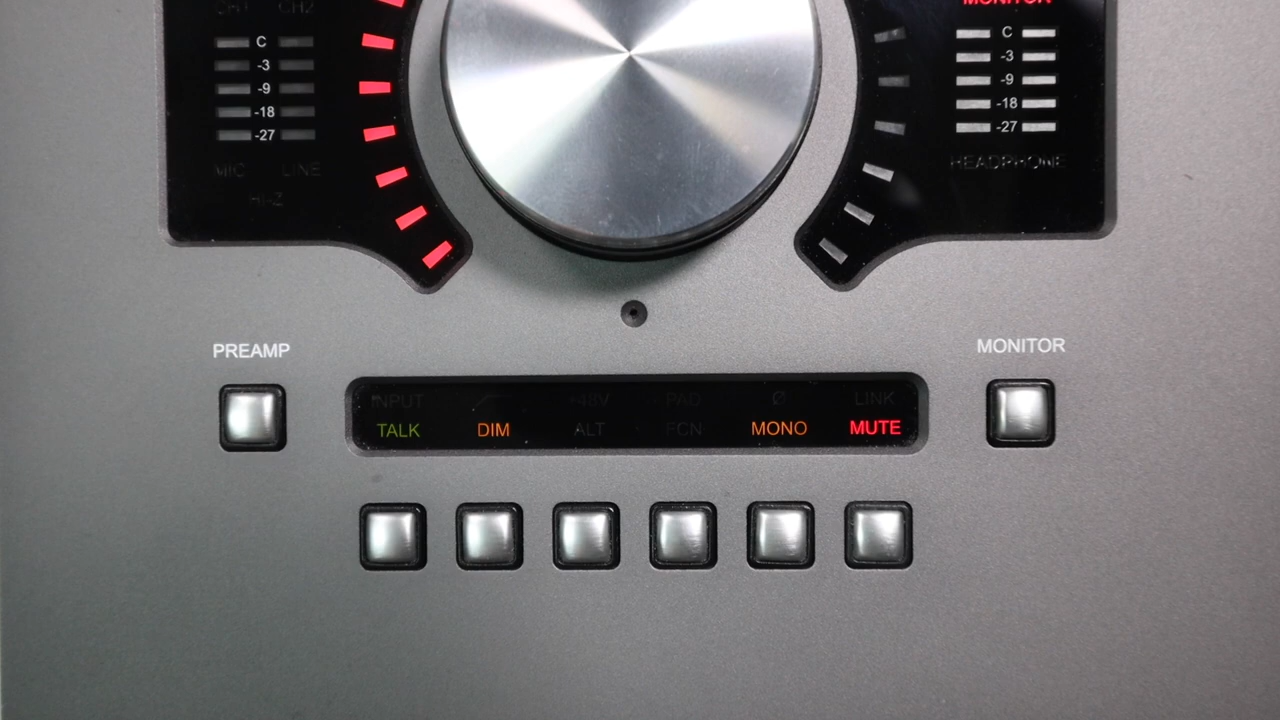 CH1 CH2
C
-3
-9
-18
-27
MIC LINE
HI-Z
MONITOR
C
-3
-9
-18
-27
HEADPHONE
PREAMP
MONITOR
INPUT +48V PAD Ø LINK
TALK DIM ALT FCN MONO MUTE